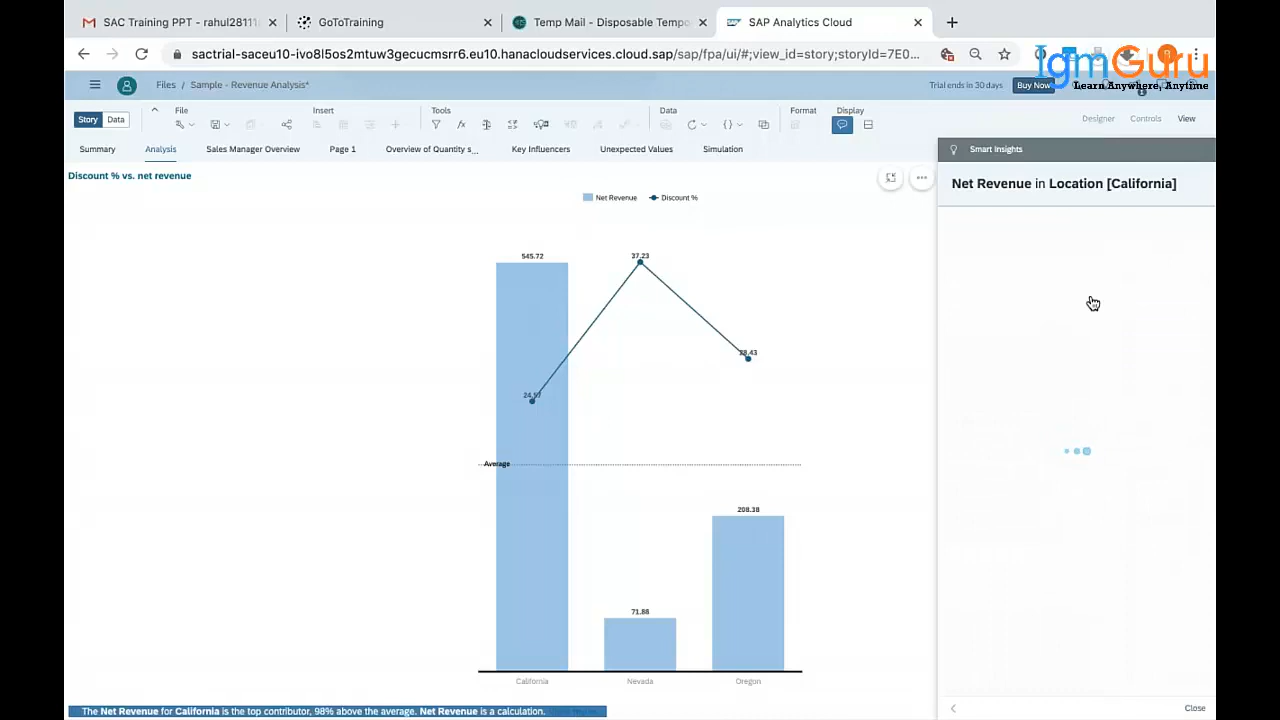 SAC Training PPT - rahul28111
GoToTraining
Temp Mail - Disposable Tempo
SAP Analytics Cloud
sactrial-saceu10-ivo8l5os2mtuw3gecucmsrr6.eu10.hanacloudservices.cloud.sap/sap/fpa/ui/#;view_id=story;storyId=7E0...
IgmGuru
Learn Anywhere, Anytime
Files / Sample - Revenue Analysis*
Trial ends in 30 days
Buy Now
Story Data
File
Insert
Tools
Data
Format
Display
Designer
Controls
View
Summary
Analysis
Sales Manager Overview
Page 1
Overview of Quantity s...
Key Influencers
Unexpected Values
Simulation
Smart Insights
Net Revenue in Location [California]
Discount % vs. net revenue
Net Revenue
Discount %
545.72
37.23
Average
208.38
71.88
California
Nevada
Oregon
The Net Revenue for California is the top contributor, 98% above the average. Net Revenue is a calculation.
Close